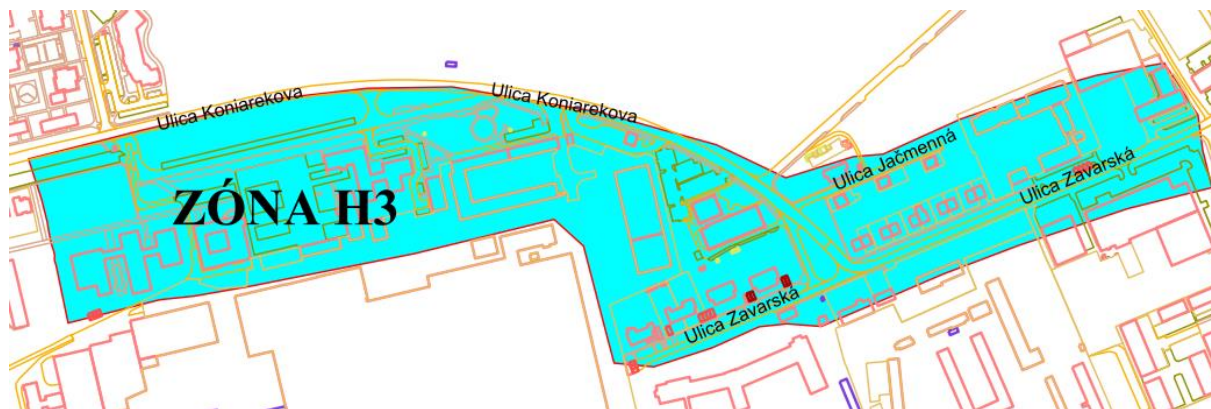 Ulica Koniarekova
Ulica Koniarekova
ZÓNA H3
Ulica Jačmenná
Ulica Zavarská
Ulica Zavarská